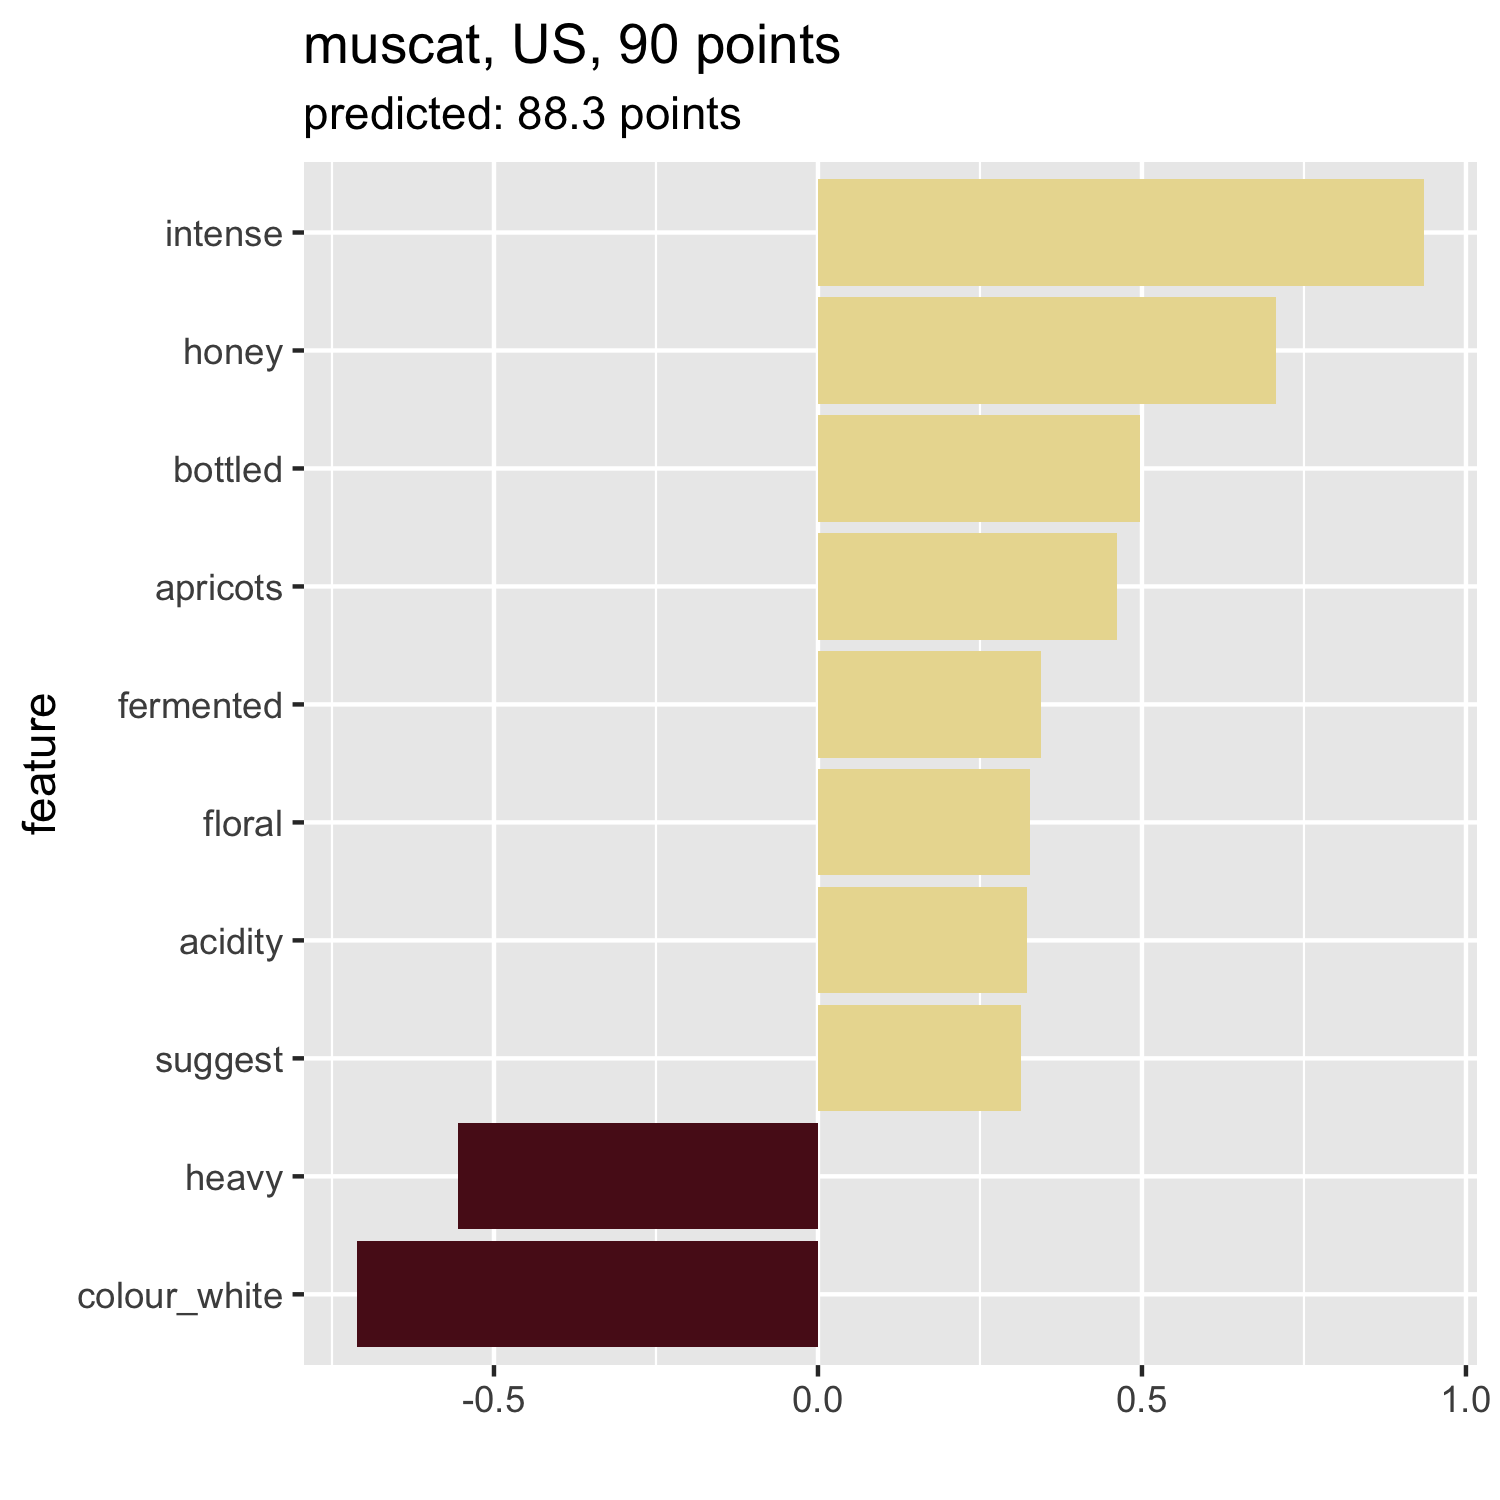 muscat, US, 90 points
predicted: 88.3 points
feature
intense
honey
bottled
apricots
fermented
floral
acidity
suggest
heavy
colour_white
-0.5 0.0 0.5 1.0